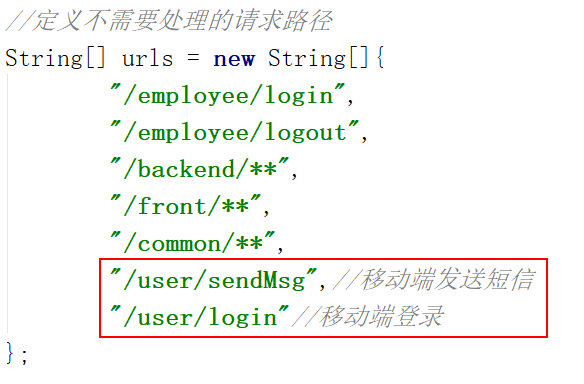 //定义不需要处理的请求路径
String[] urls = new String[]{
"/employee/login",
"/employee/logout",
"/backend/**",
"/front/**",
"/common/**",
"/user/sendMsg",//移动端发送短信
"/user/login"//移动端登录
};